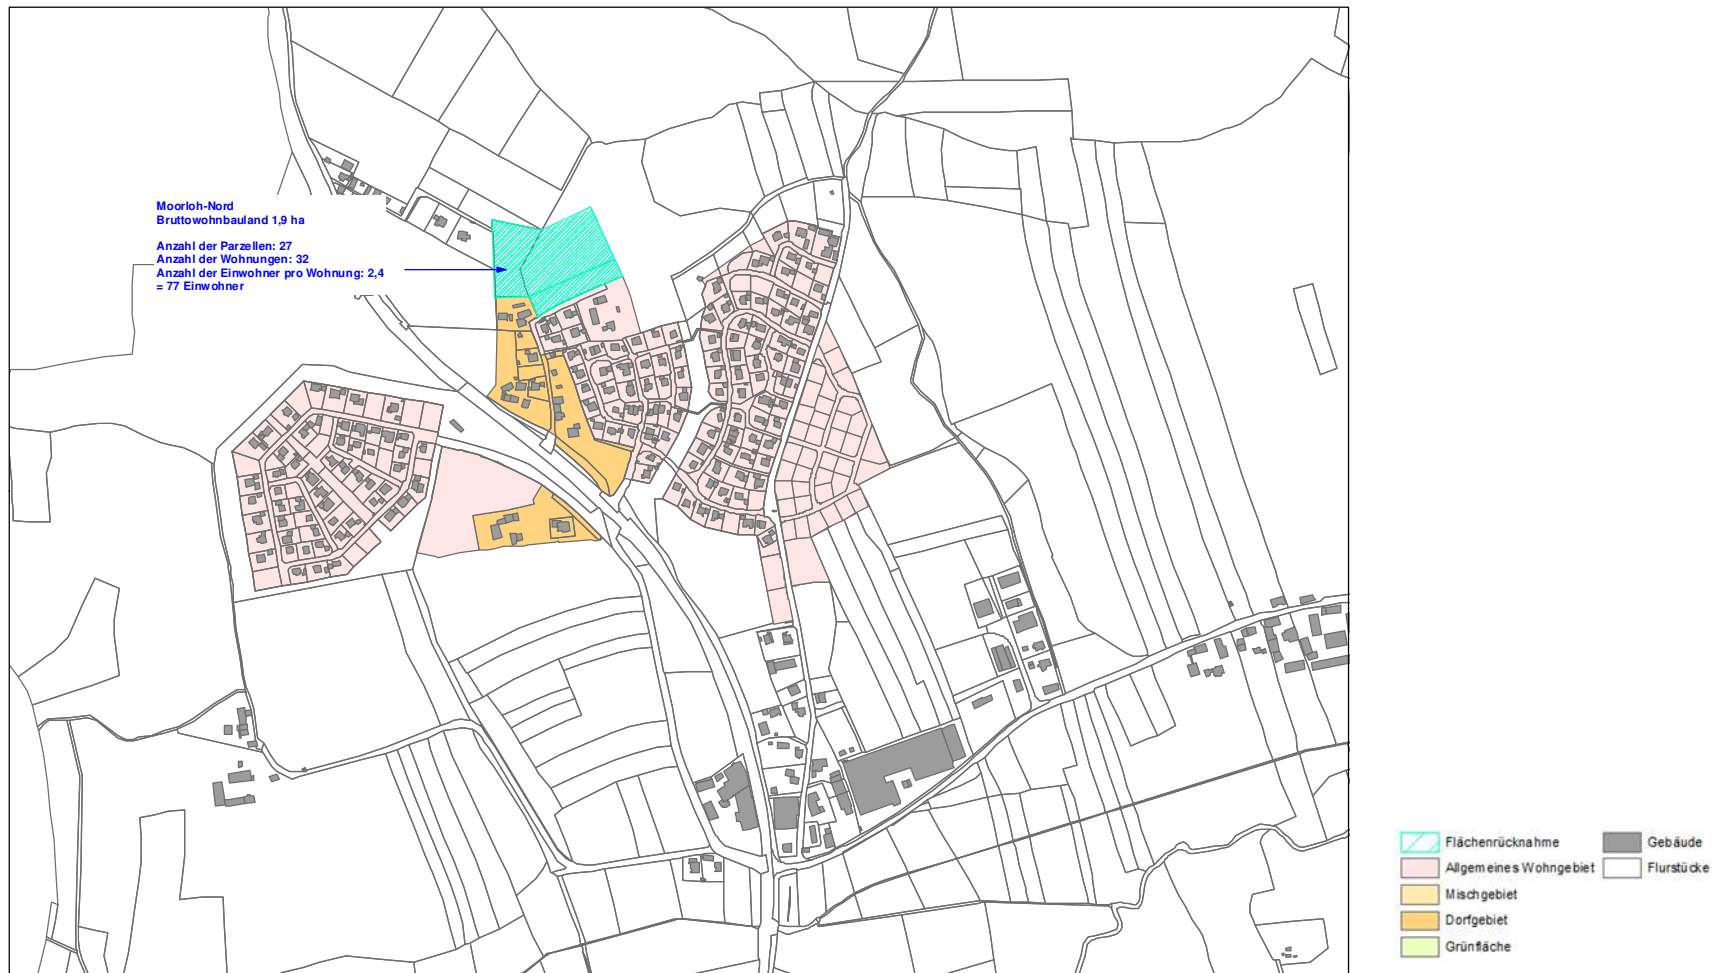 Moorloh-Nord
Bruttowohnbauland 1,9 ha
Anzahl der Parzellen: 27
Anzahl der Wohnungen: 32
Anzahl der Einwohner pro Wohnung: 2,4
= 77 Einwohner
Flächenrücknahme
Allgemeines Wohngebiet
Mischgebiet
Dorfgebiet
Grünfläche
Gebäude
Flurstücke